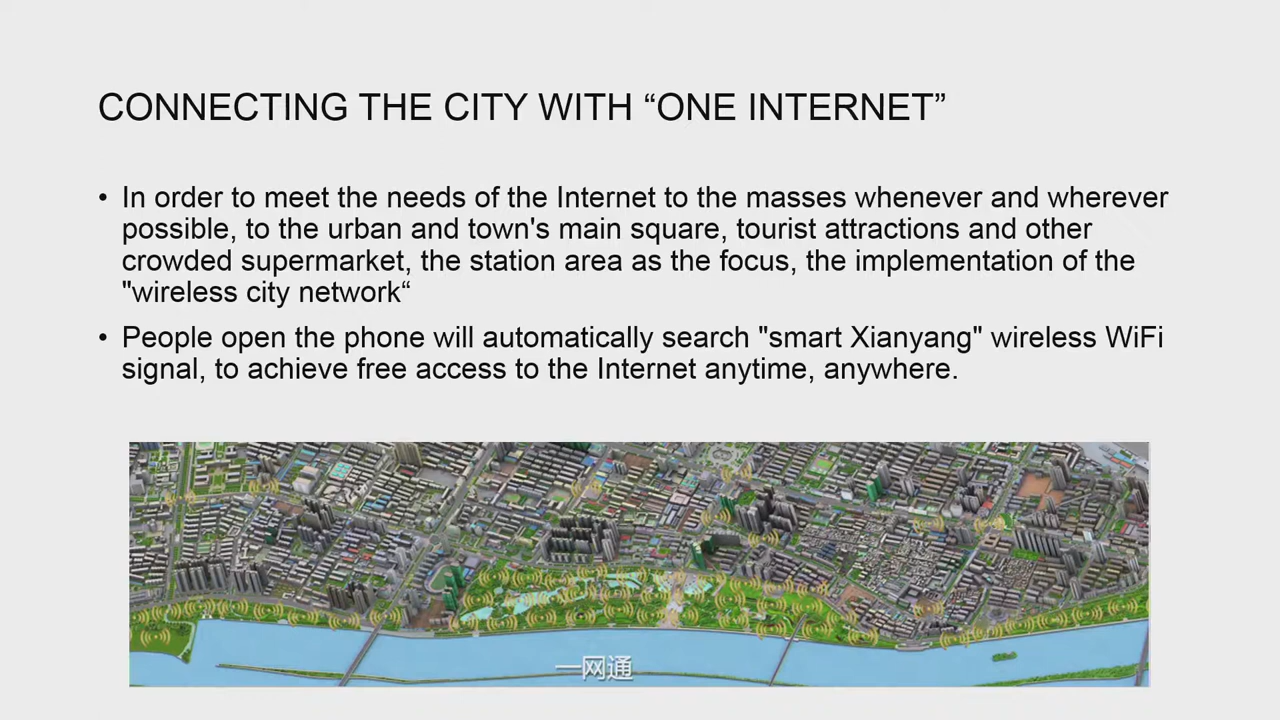 CONNECTING THE CITY WITH “ONE INTERNET”
• In order to meet the needs of the Internet to the masses whenever and wherever
possible, to the urban and town's main square, tourist attractions and other
crowded supermarket, the station area as the focus, the implementation of the
"wireless city network“
• People open the phone will automatically search "smart Xianyang" wireless WiFi
signal, to achieve free access to the Internet anytime, anywhere.
一网通